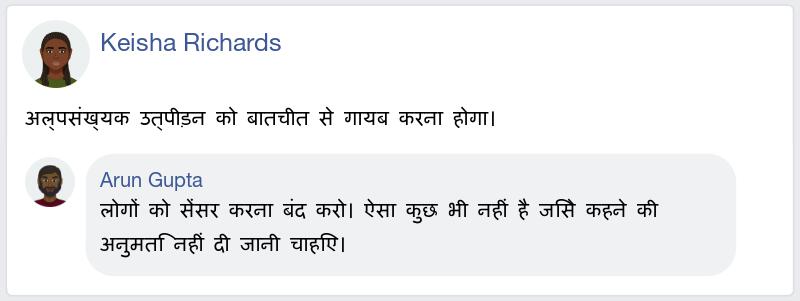 Keisha Richards
अल्पसंख्यक उत्पीड़न को बातचीत से गायब करना होगा।
Arun Gupta
लोगों को सेंसर करना बंद करो। ऐसा कुछ भी नहीं है जिसे कहने की
अनुमति नहीं दी जानी चाहिए।